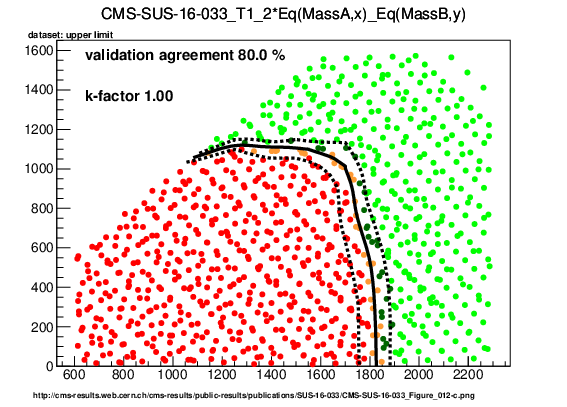 CMS-SUS-16-033_T1_2*Eq(MassA,x)_Eq(MassB,y)
dataset: upper limit
validation agreement 80.0 %
k-factor 1.00
1600
1400
1200
1000
800
600
400
200
0
600 800 1000 1200 1400 1600 1800 2000 2200
http://cms-results.web.cern.ch/cms-results/public-results/publications/SUS-16-033/CMS-SUS-16-033_Figure_012-c.png